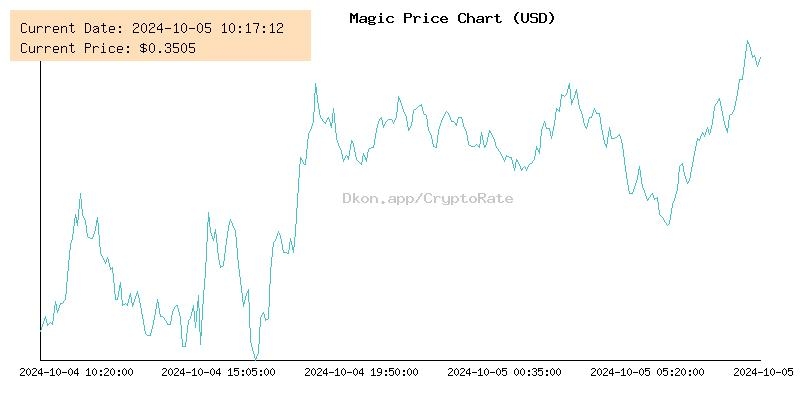 Magic Price Chart (USD)
Current Date: 2024-10-05 10:17:12
Current Price: $0.3505
Dkon.app/CryptoRate
2024-10-04 10:20:00 2024-10-04 15:05:00 2024-10-04 19:50:00 2024-10-05 00:35:00 2024-10-05 05:20:00 2024-10-05